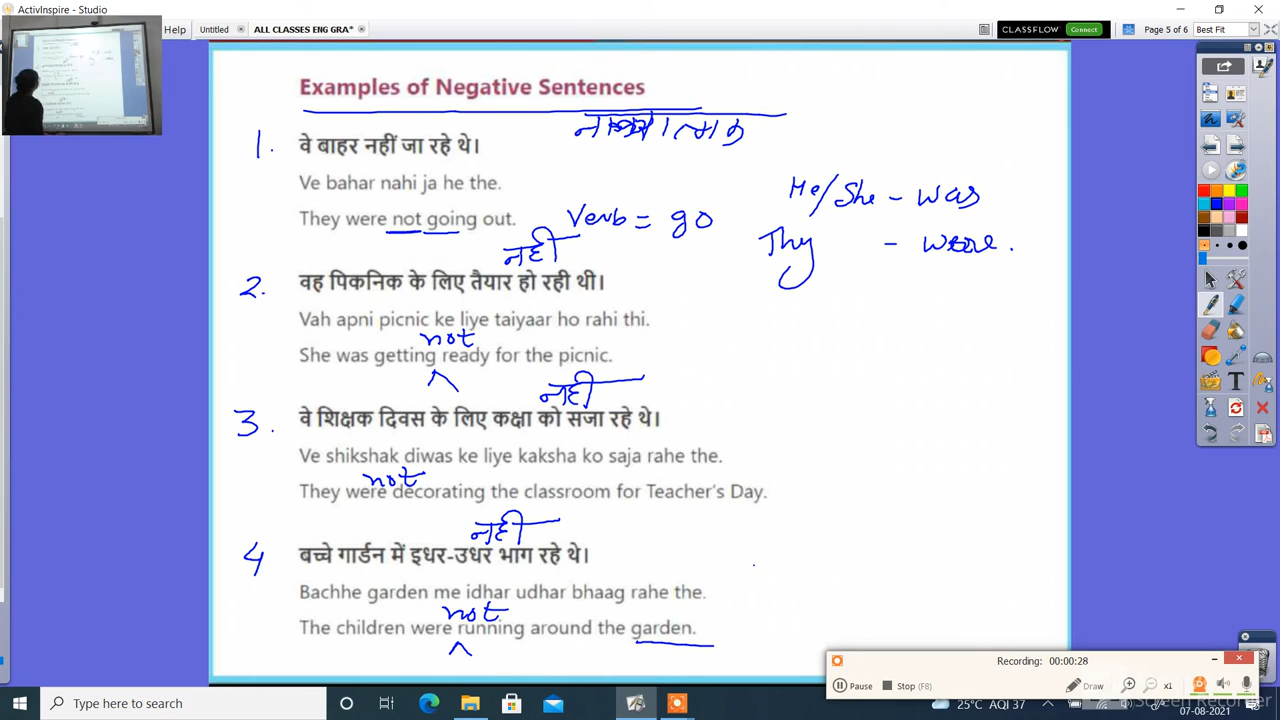 ActivInspire - Studio
Help Untitled ALL CLASSES ENG GRA* CLASSFLOW Connect Page 5 of 6 Best Fit
Examples of Negative Sentences
1. वे बाहर नहीं जा रहे थे।
Ve bahar nahi ja he the.
He/She - was
They were not going out. Verb = go
Thy - were.
नही
2. वह पिकनिक के लिए तैयार हो रही थी।
Vah apni picnic ke liye taiyaar ho rahi thi.
not
She was getting ready for the picnic.
नही
3. वे शिक्षक दिवस के लिए कक्षा को सजा रहे थे।
Ve shikshak diwas ke liye kaksha ko saja rahe the.
not
They were decorating the classroom for Teacher's Day.
नही
4 बच्चे गार्डन में इधर-उधर भाग रहे थे।
Bachhe garden me idhar udhar bhaag rahe the.
not
The children were running around the garden.
Recording: 00:00:28
Pause Stop (F8) Draw x1
Screen Recorder
Type here to search
25°C AQI 37
07-08-2021